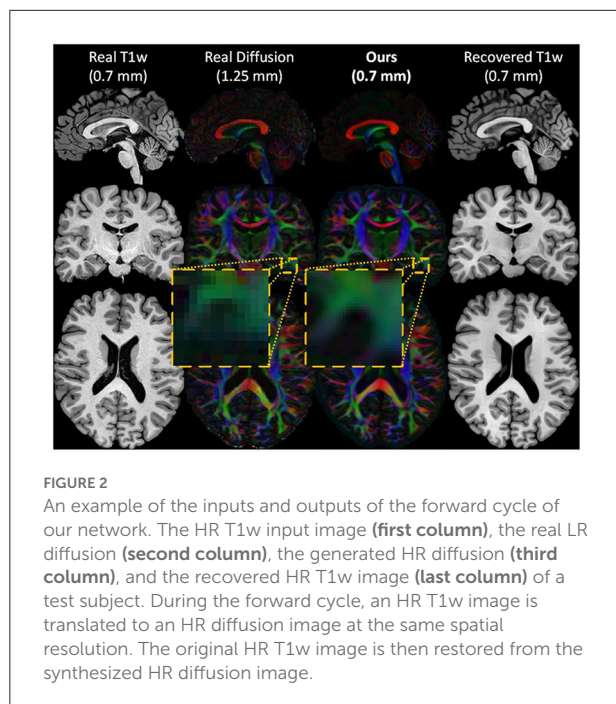 Real T1w
(0.7 mm)
Real Diffusion
(1.25 mm)
Ours
(0.7 mm)
Recovered T1w
(0.7 mm)
FIGURE 2
An example of the inputs and outputs of the forward cycle of
our network. The HR T1w input image (first column), the real LR
diffusion (second column), the generated HR diffusion (third
column), and the recovered HR T1w image (last column) of a
test subject. During the forward cycle, an HR T1w image is
translated to an HR diffusion image at the same spatial
resolution. The original HR T1w image is then restored from the
synthesized HR diffusion image.